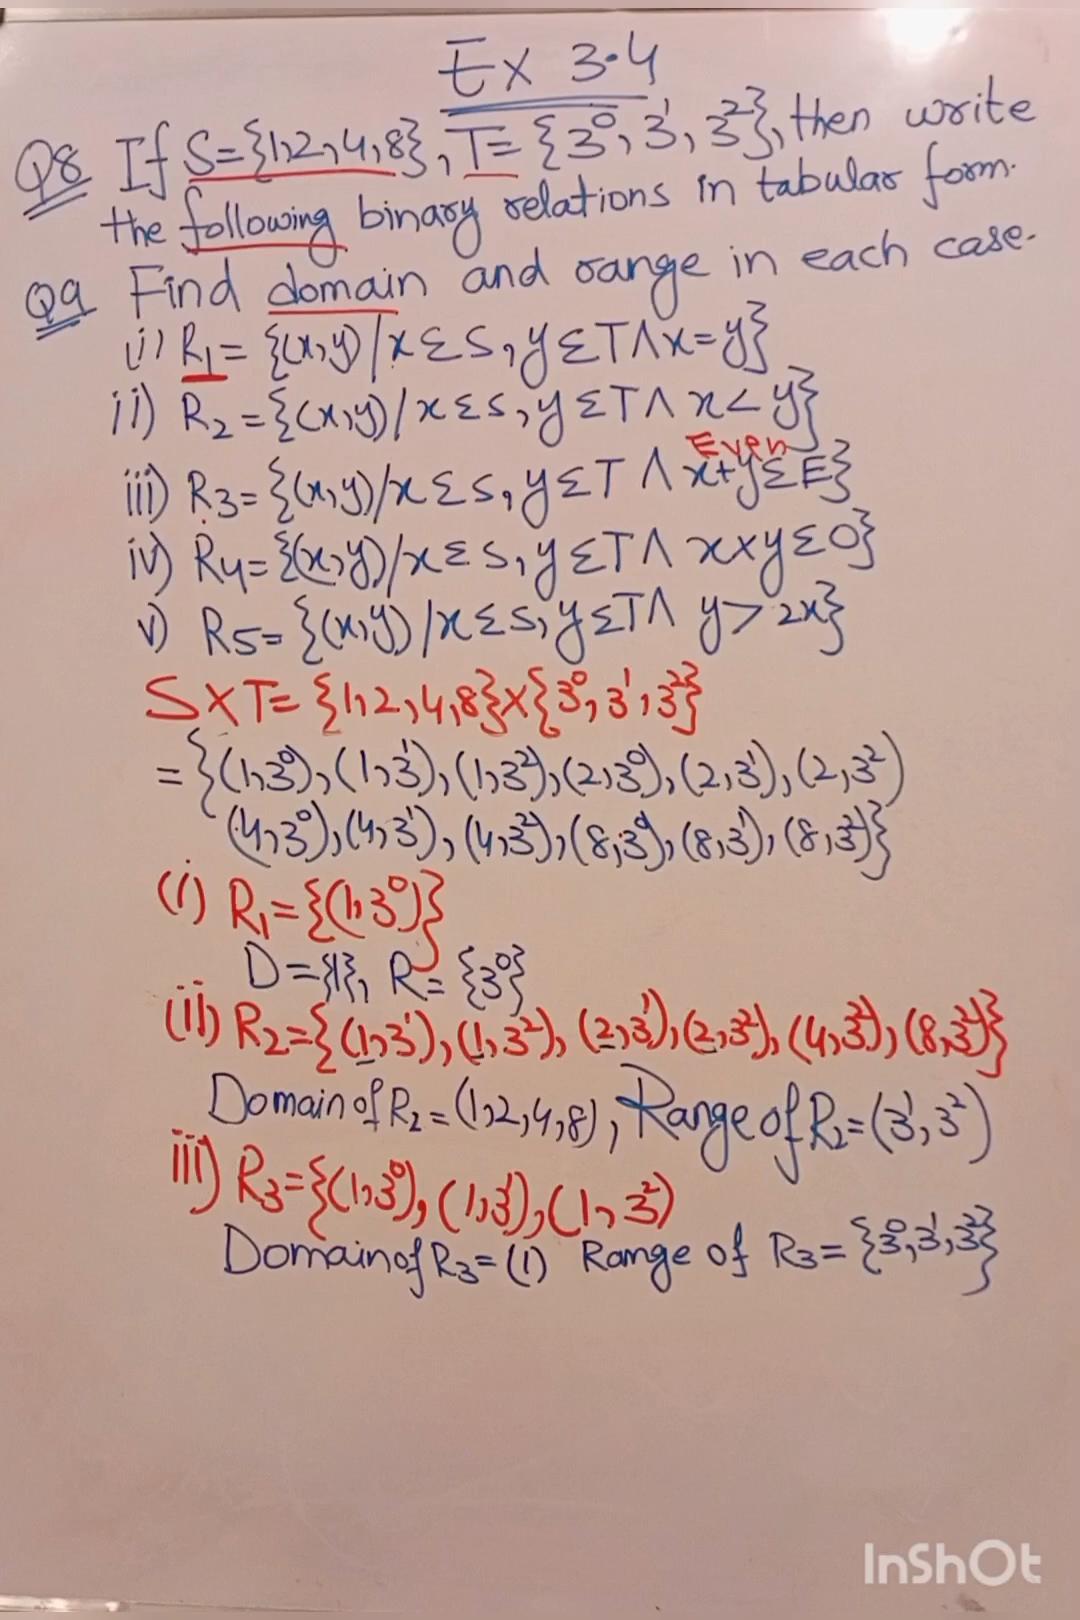 Ex 3.4
Q8 If S={1,2,4,8}, T={3⁰,3¹,3²}, then write
the following binary relations in tabular form.
Q9 Find domain and range in each case.
i) R₁= {(x,y)/x Σ S, y Σ T Λ x=y}
ii) R₂={(x,y)/x Σ S, y Σ T Λ x<y}
Even
iii) R₃={(x,y)/x Σ S, y Σ T Λ x+y Σ E}
iv) R₄={(x,y)/x Σ S, y Σ T Λ x×y Σ O}
v) R₅= {(x,y)/x Σ S, y Σ T Λ y> 2x}
S×T= {1,2,4,8}×{3⁰,3¹,3²}
={(1,3⁰),(1,3¹),(1,3²),(2,3⁰),(2,3¹),(2,3²)
(4,3⁰),(4,3¹),(4,3²),(8,3⁰),(8,3¹),(8,3²)}
(i) R₁={(1,3⁰)}
D={1}, R= {3⁰}
(ii) R₂={(1,3¹),(1,3²),(2,3¹),(2,3²),(4,3²),(8,3²)}
Domain of R₂=(1,2,4,8), Range of R₂=(3¹,3²)
iii) R₃={(1,3⁰),(1,3¹),(1,3²)
Domain of R₃=(1) Range of R₃= {3⁰,3¹,3²}
InShOt